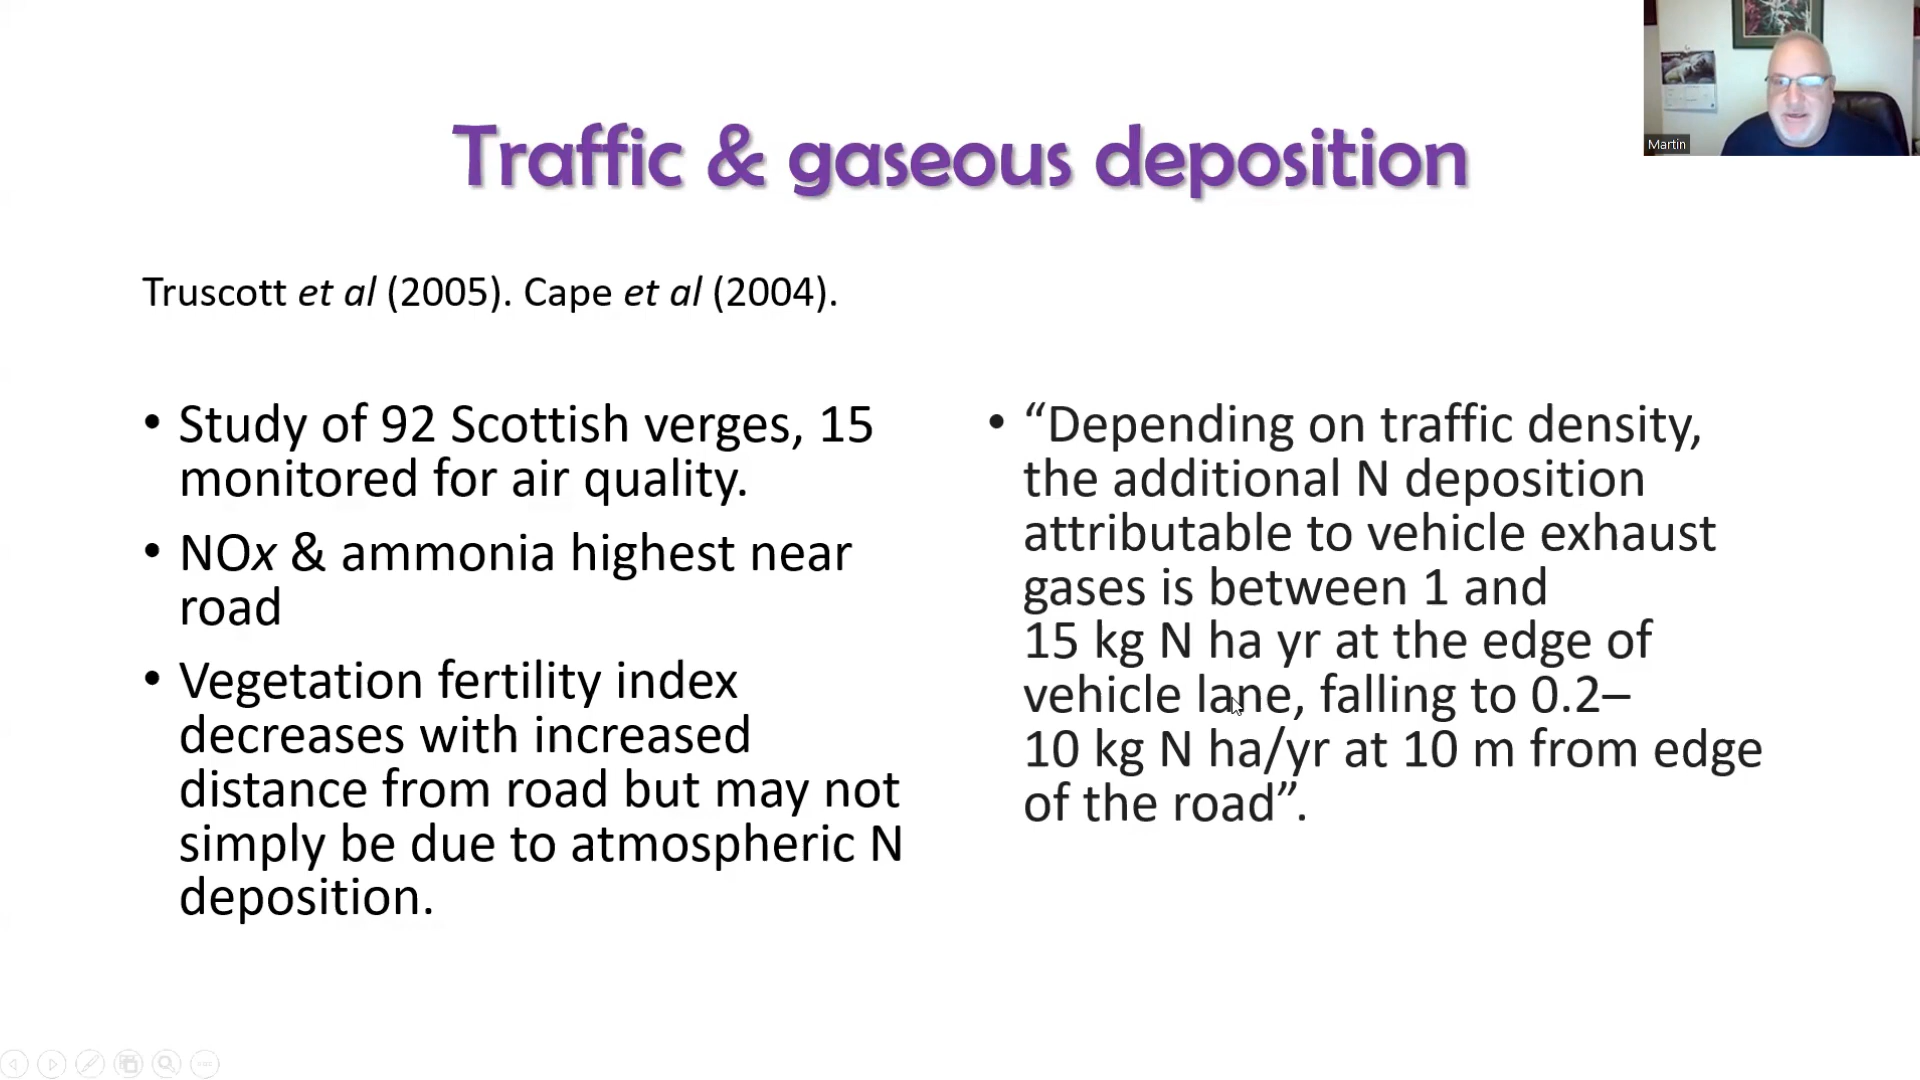 Traffic & gaseous deposition
Martin
Truscott et al (2005). Cape et al (2004).
• Study of 92 Scottish verges, 15
monitored for air quality.
• NOx & ammonia highest near
road
• Vegetation fertility index
decreases with increased
distance from road but may not
simply be due to atmospheric N
deposition.
• “Depending on traffic density,
the additional N deposition
attributable to vehicle exhaust
gases is between 1 and
15 kg N ha yr at the edge of
vehicle lane, falling to 0.2–
10 kg N ha/yr at 10 m from edge
of the road”.